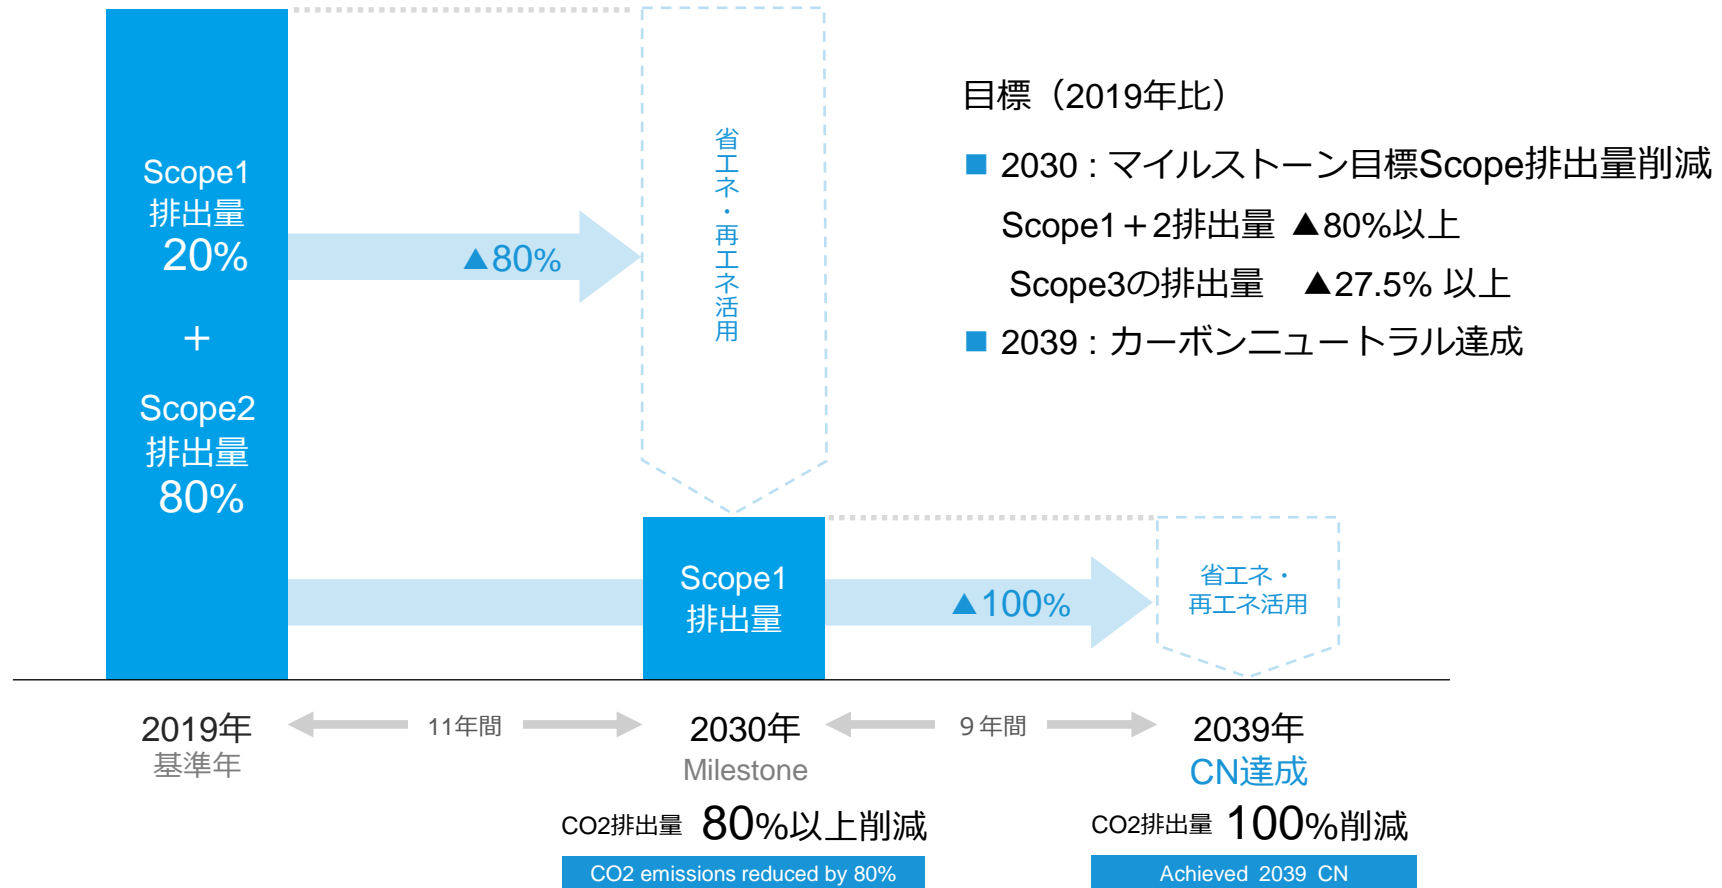 Scope1
排出量
20%
＋
Scope2
排出量
80%
▲80%
省エネ・再エネ活用
目標（2019年比）
■ 2030 : マイルストーン目標Scope排出量削減
Scope1＋2排出量 ▲80%以上
Scope3の排出量 ▲27.5% 以上
■ 2039 : カーボンニュートラル達成
Scope1
排出量
▲100%
省エネ・
再エネ活用
2019年
基準年
11年間
2030年
Milestone
９年間
2039年
CN達成
CO2排出量 80%以上削減
CO2 emissions reduced by 80%
CO2排出量 100%削減
Achieved 2039 CN